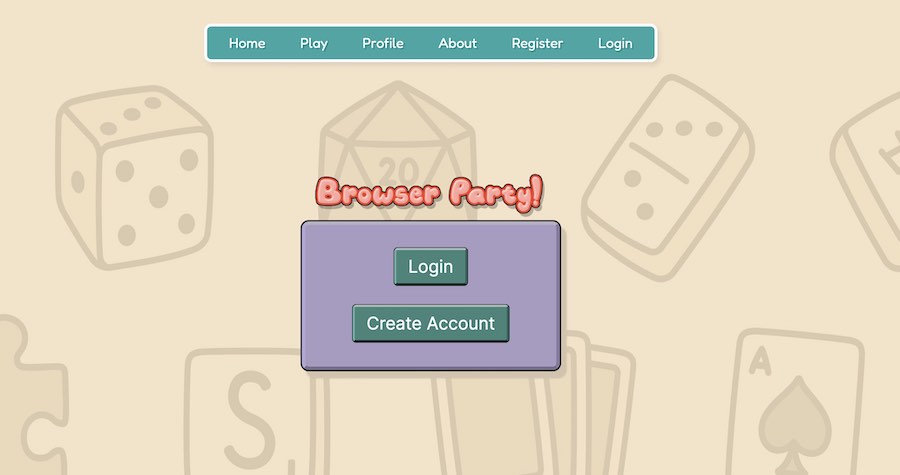 Home Play Profile About Register Login
20
Browser Party!
Login
Create Account
S
A